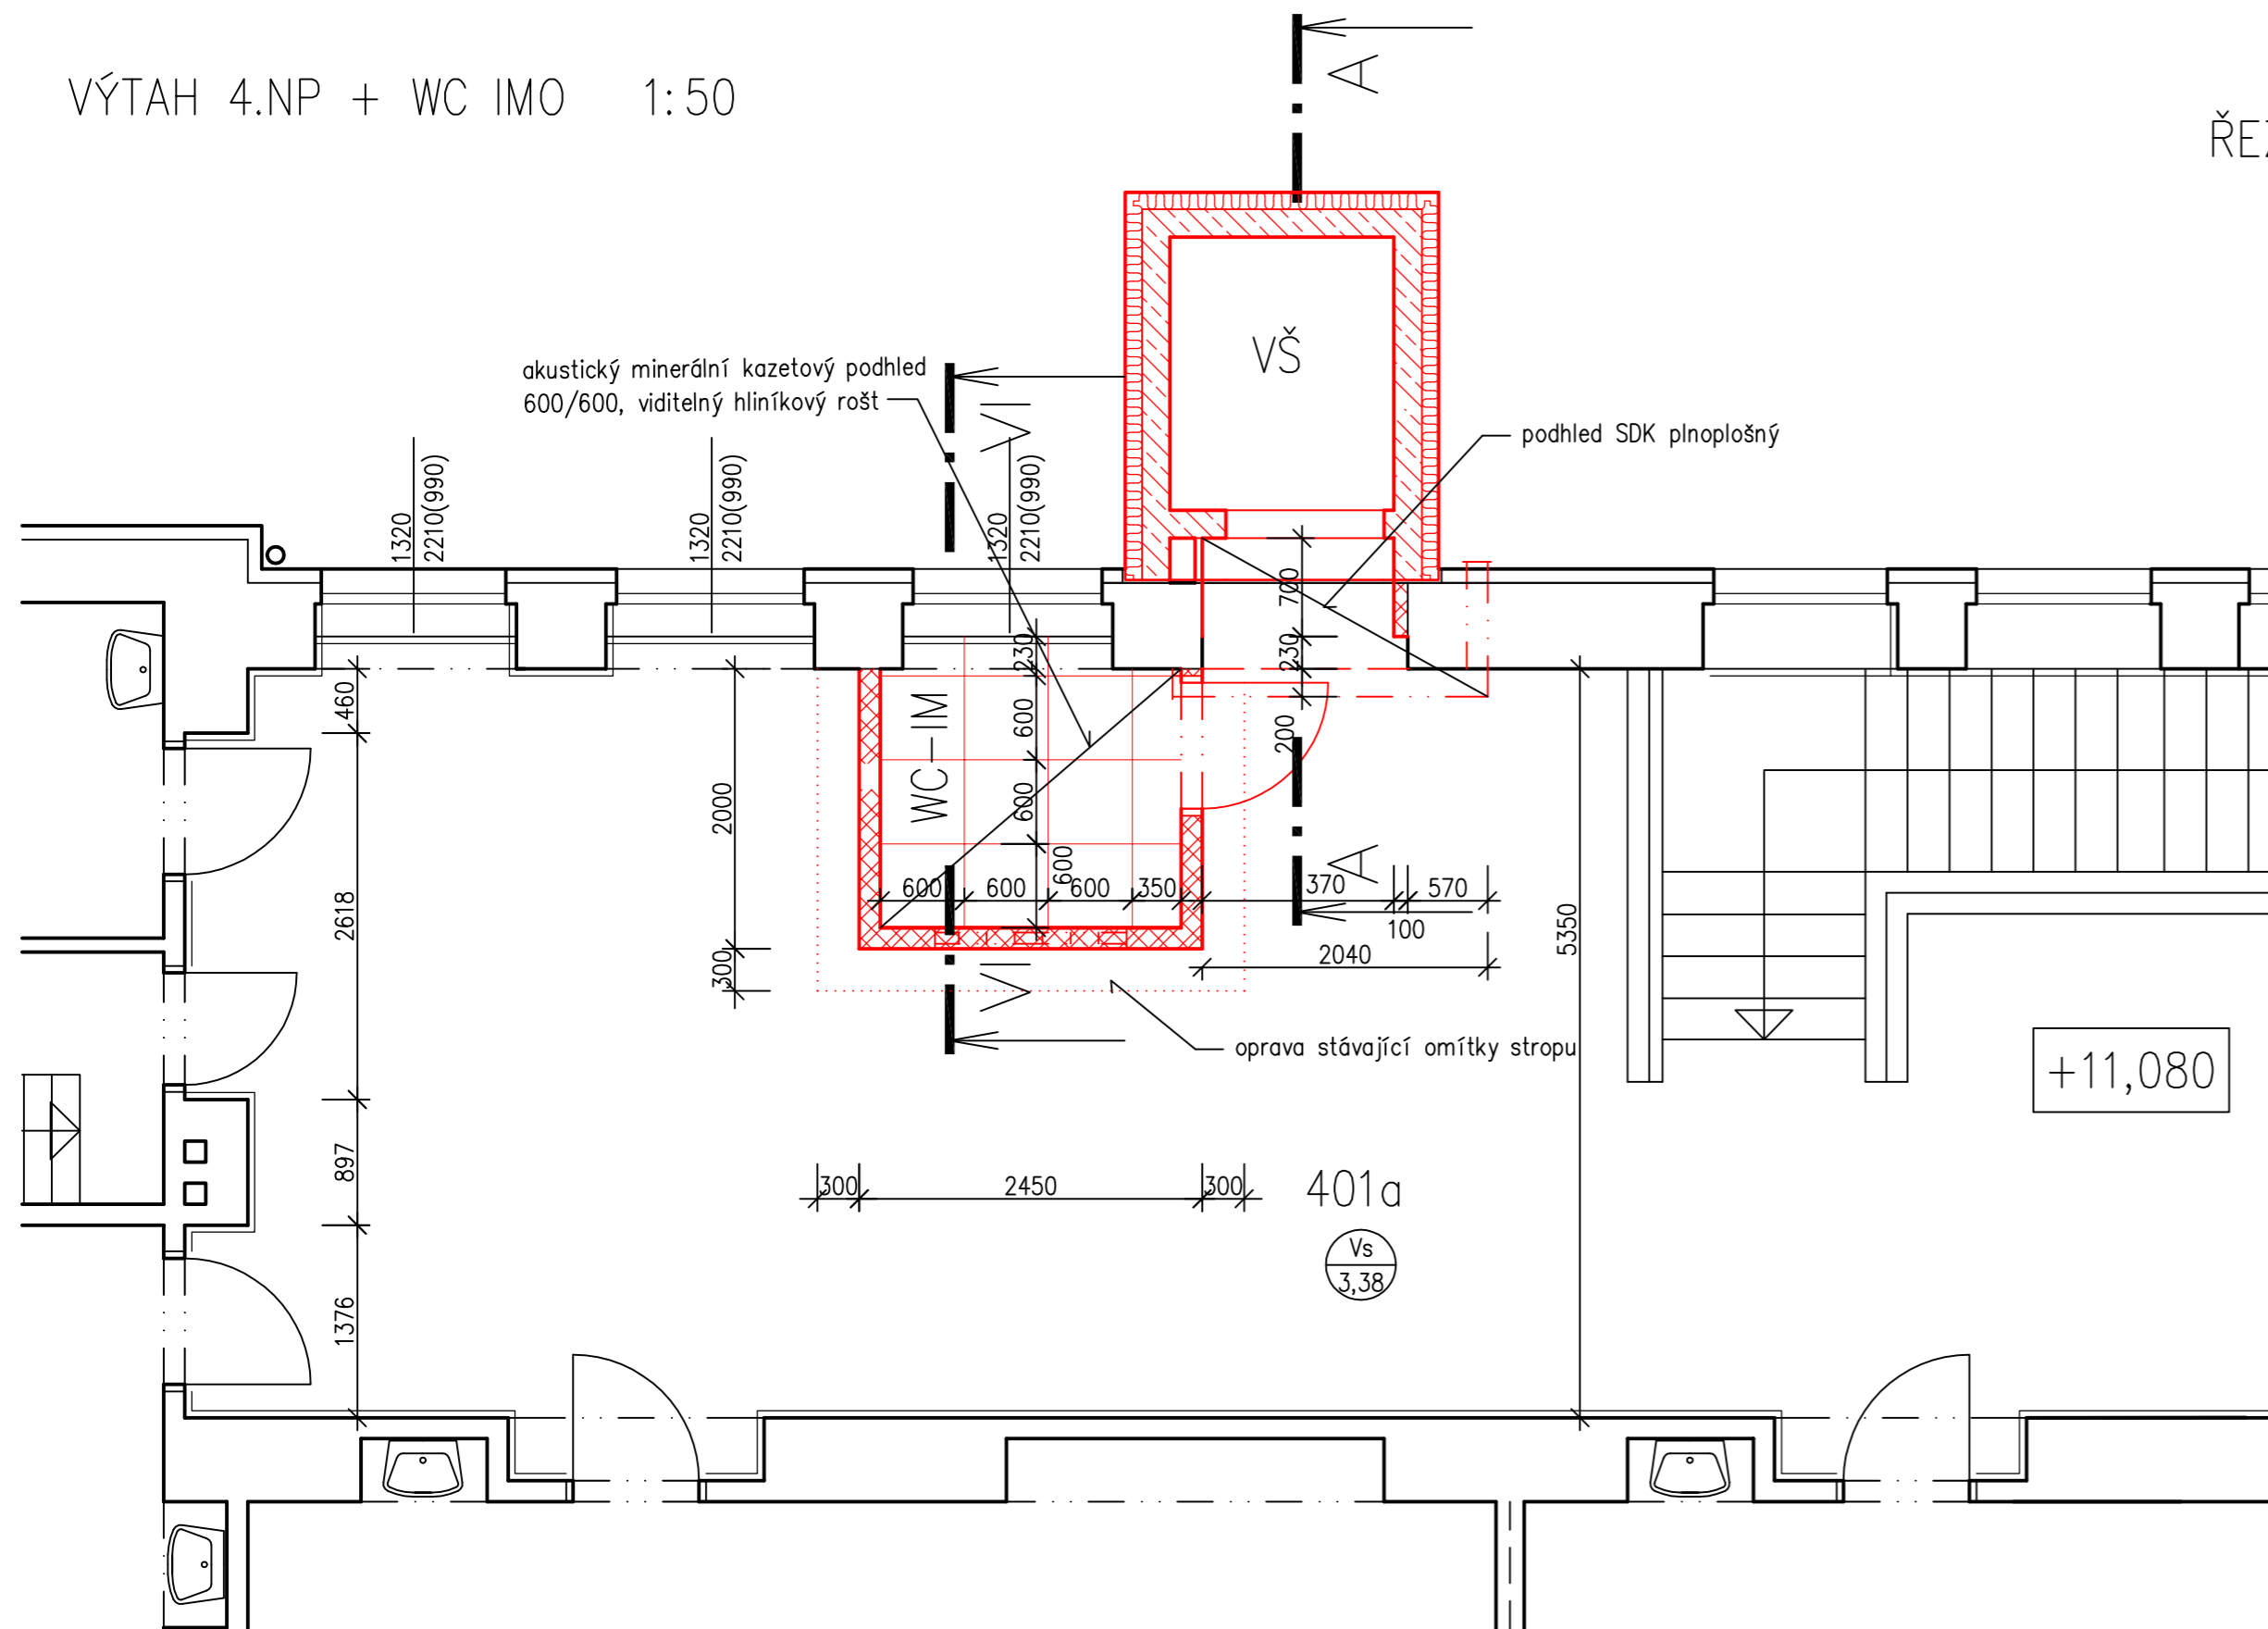 VÝTAH 4.NP + WC IMO 1:50
A
ŘEZ
VŠ
akustický minerální kazetový podhled
600/600, viditelný hliníkový rošt
VI
podhled SDK plnoplošný
1320
2210(990)
1320
2210(990)
1320
2210(990)
700
230
230
460
600
200
WC-IM
2000
600
600
A
600
600
600
350
370
570
100
2618
5350
2040
300
VI
oprava stávající omítky stropu
+11,080
897
300
2450
300
401a
Vs
3,38
1376